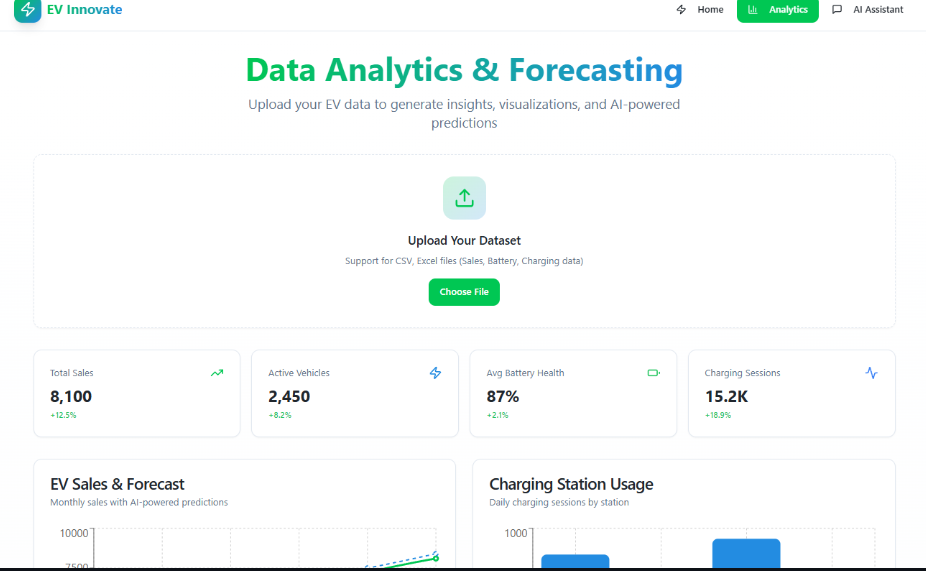 EV Innovate
Home
Analytics
AI Assistant
Data Analytics & Forecasting
Upload your EV data to generate insights, visualizations, and AI-powered
predictions
Upload Your Dataset
Support for CSV, Excel files (Sales, Battery, Charging data)
Choose File
Total Sales
8,100
+12.5%
Active Vehicles
2,450
+8.2%
Avg Battery Health
87%
+2.1%
Charging Sessions
15.2K
+18.9%
EV Sales & Forecast
Monthly sales with AI-powered predictions
10000
7500
Charging Station Usage
Daily charging sessions by station
1000